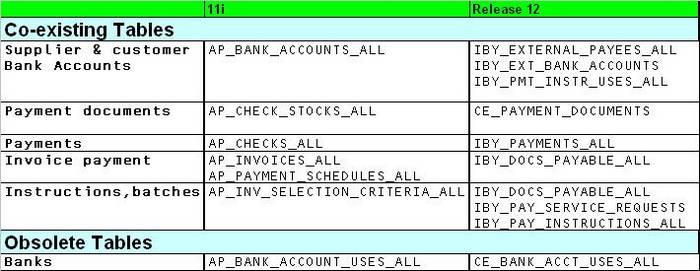 11i Release 12
Co-existing Tables
Supplier & customer AP_BANK_ACCOUNTS_ALL IBY_EXTERNAL_PAYEES_ALL
Bank Accounts IBY_EXT_BANK_ACCOUNTS
IBY_PMT_INSTR_USES_ALL
Payment documents AP_CHECK_STOCKS_ALL CE_PAYMENT_DOCUMENTS
Payments AP_CHECKS_ALL IBY_PAYMENTS_ALL
Invoice payment AP_INVOICES_ALL IBY_DOCS_PAYABLE_ALL
AP_PAYMENT_SCHEDULES_ALL
Instructions,batches AP_INV_SELECTION_CRITERIA_ALL IBY_DOCS_PAYABLE_ALL
IBY_PAY_SERVICE_REQUESTS
IBY_PAY_INSTRUCTIONS_ALL
Obsolete Tables
Banks AP_BANK_ACCOUNT_USES_ALL CE_BANK_ACCT_USES_ALL